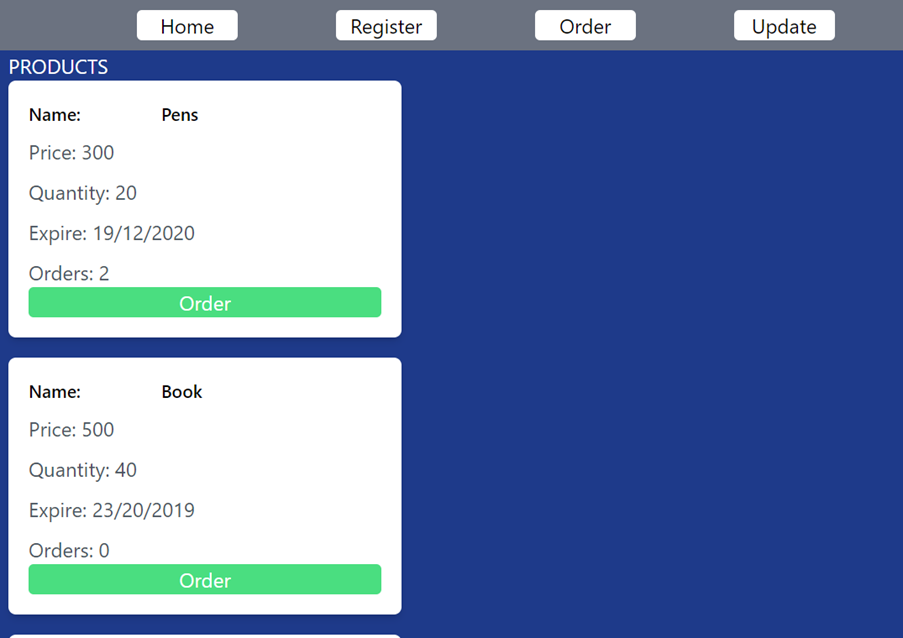 Home Register Order Update
PRODUCTS
Name: Pens
Price: 300
Quantity: 20
Expire: 19/12/2020
Orders: 2
Order
Name: Book
Price: 500
Quantity: 40
Expire: 23/20/2019
Orders: 0
Order